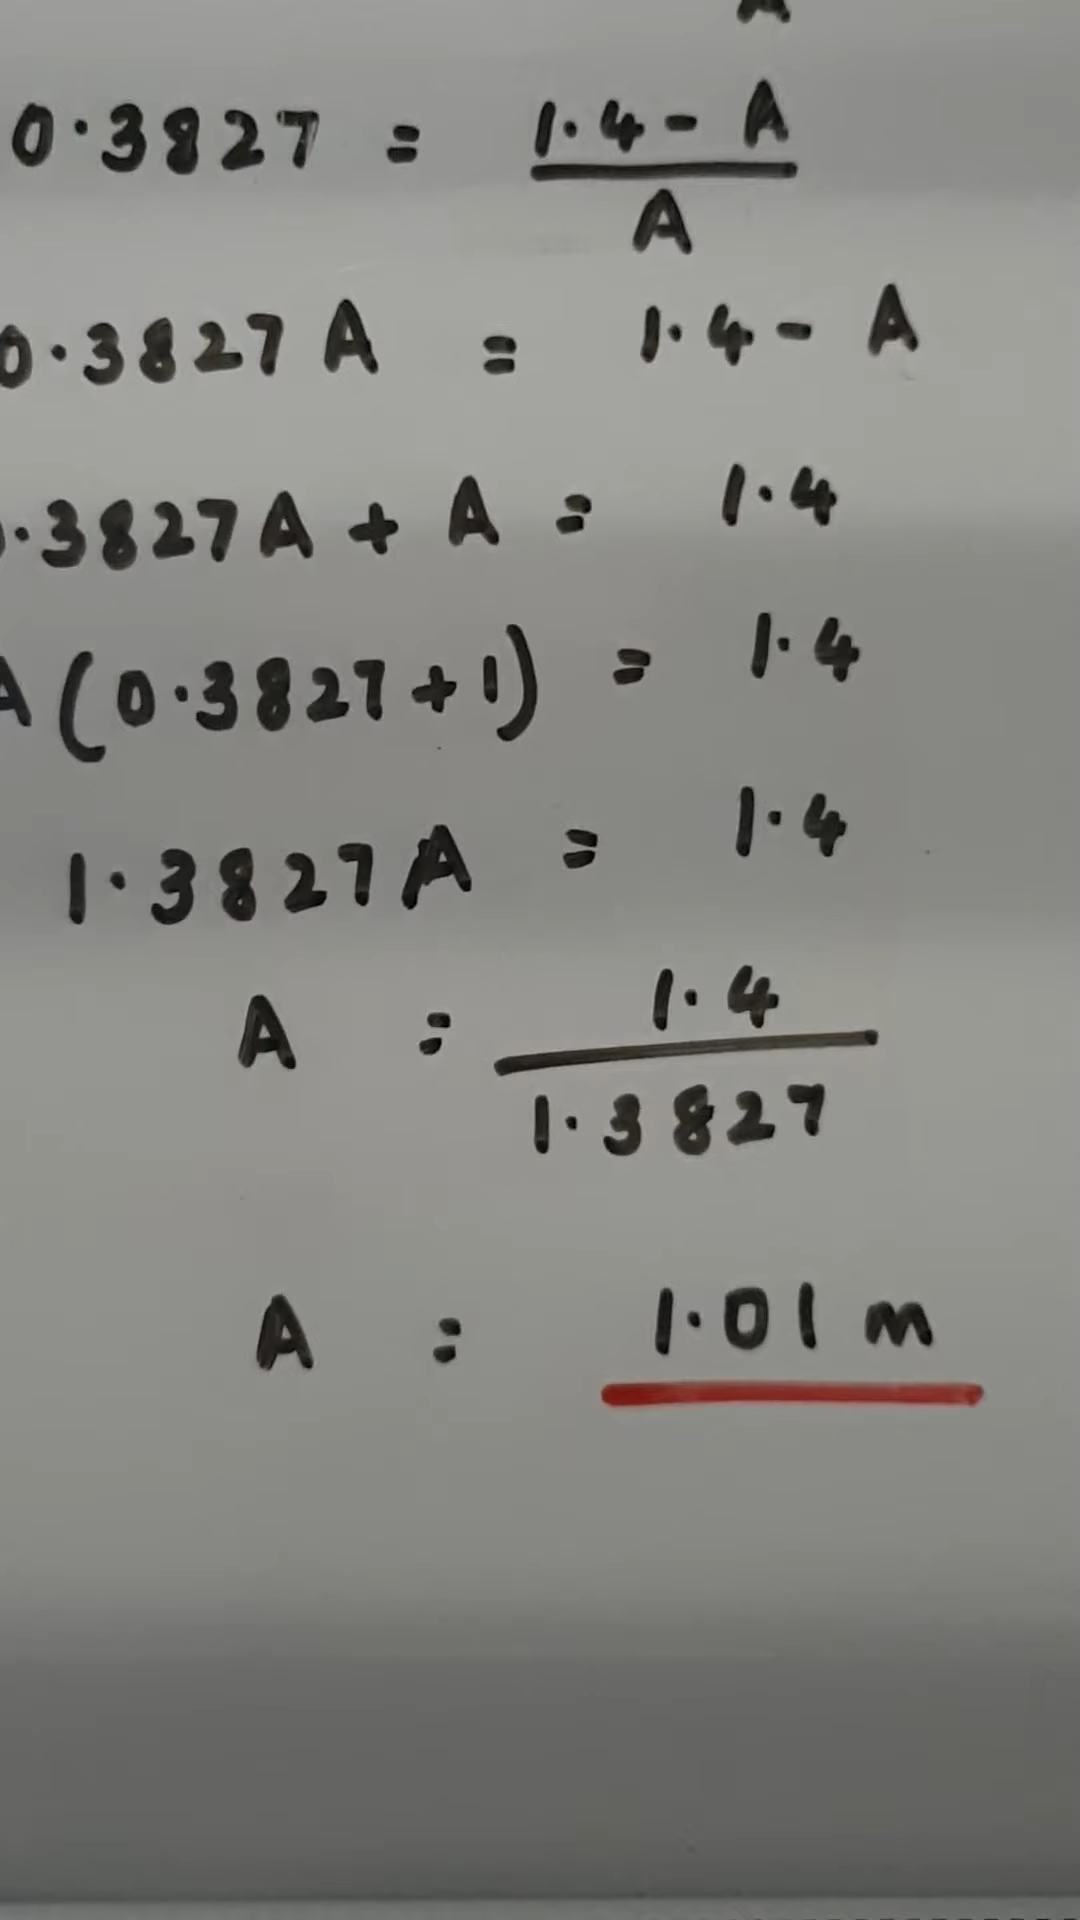 A
0.3827 = 1.4 - A
A
0.3827 A = 1.4 - A
.3827A + A = 1.4
A (0.3827+1) = 1.4
1.3827A = 1.4
A = 1.4
1.3827
A = 1.01 m